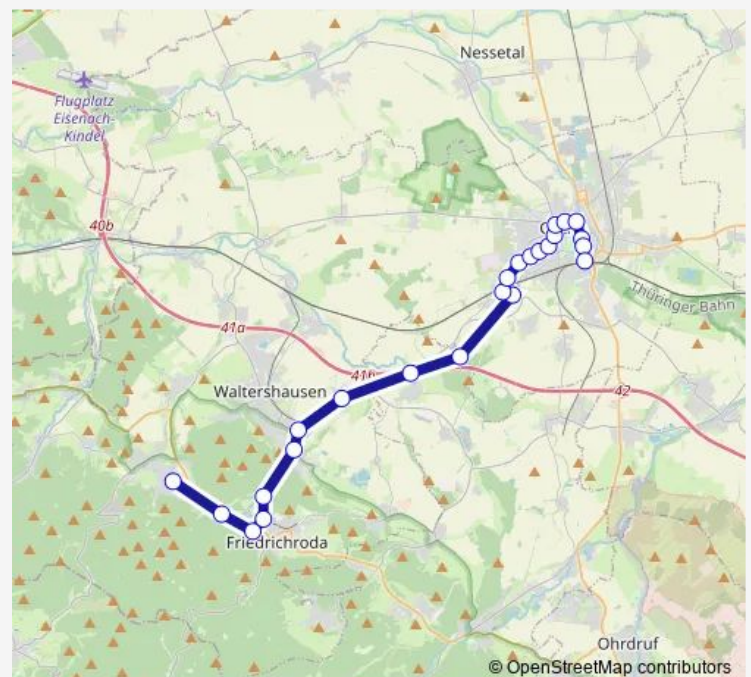 Nessetal
Flugplatz
Eisenach-
Kindel
40b
Thüringer Bahn
41a
41b
Waltershausen
42
Friedrichroda
Ohrdruf
© OpenStreetMap contributors